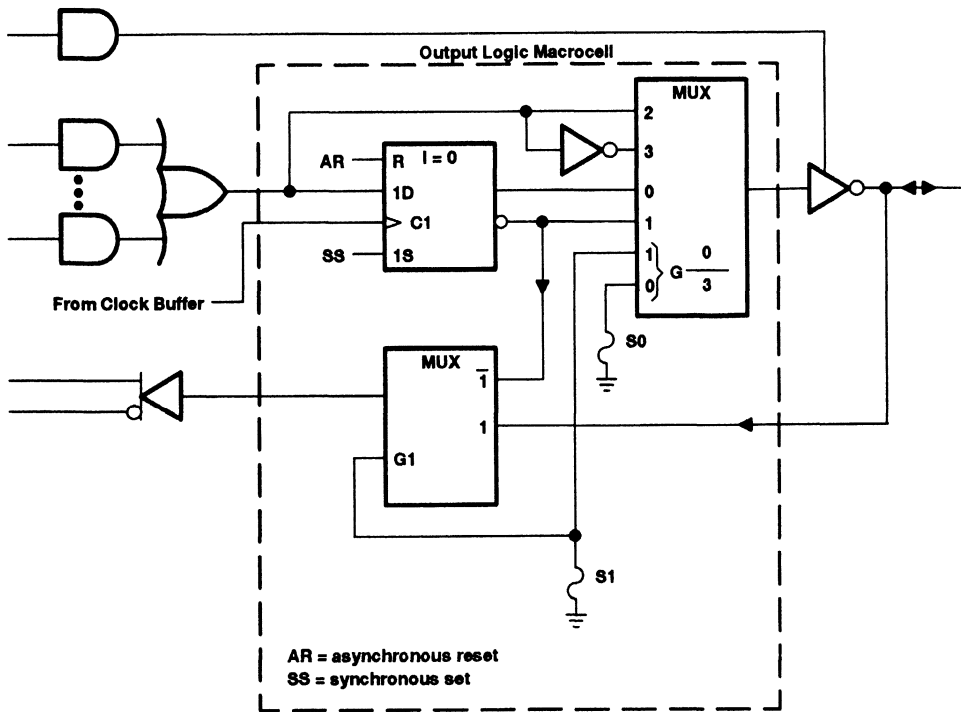 Output Logic Macrocell
MUX
2
3
0
1
1
0
G 0
3
AR
R
I = 0
1D
C1
SS
1S
From Clock Buffer
S0
MUX
1̅
1
G1
S1
AR = asynchronous reset
SS = synchronous set